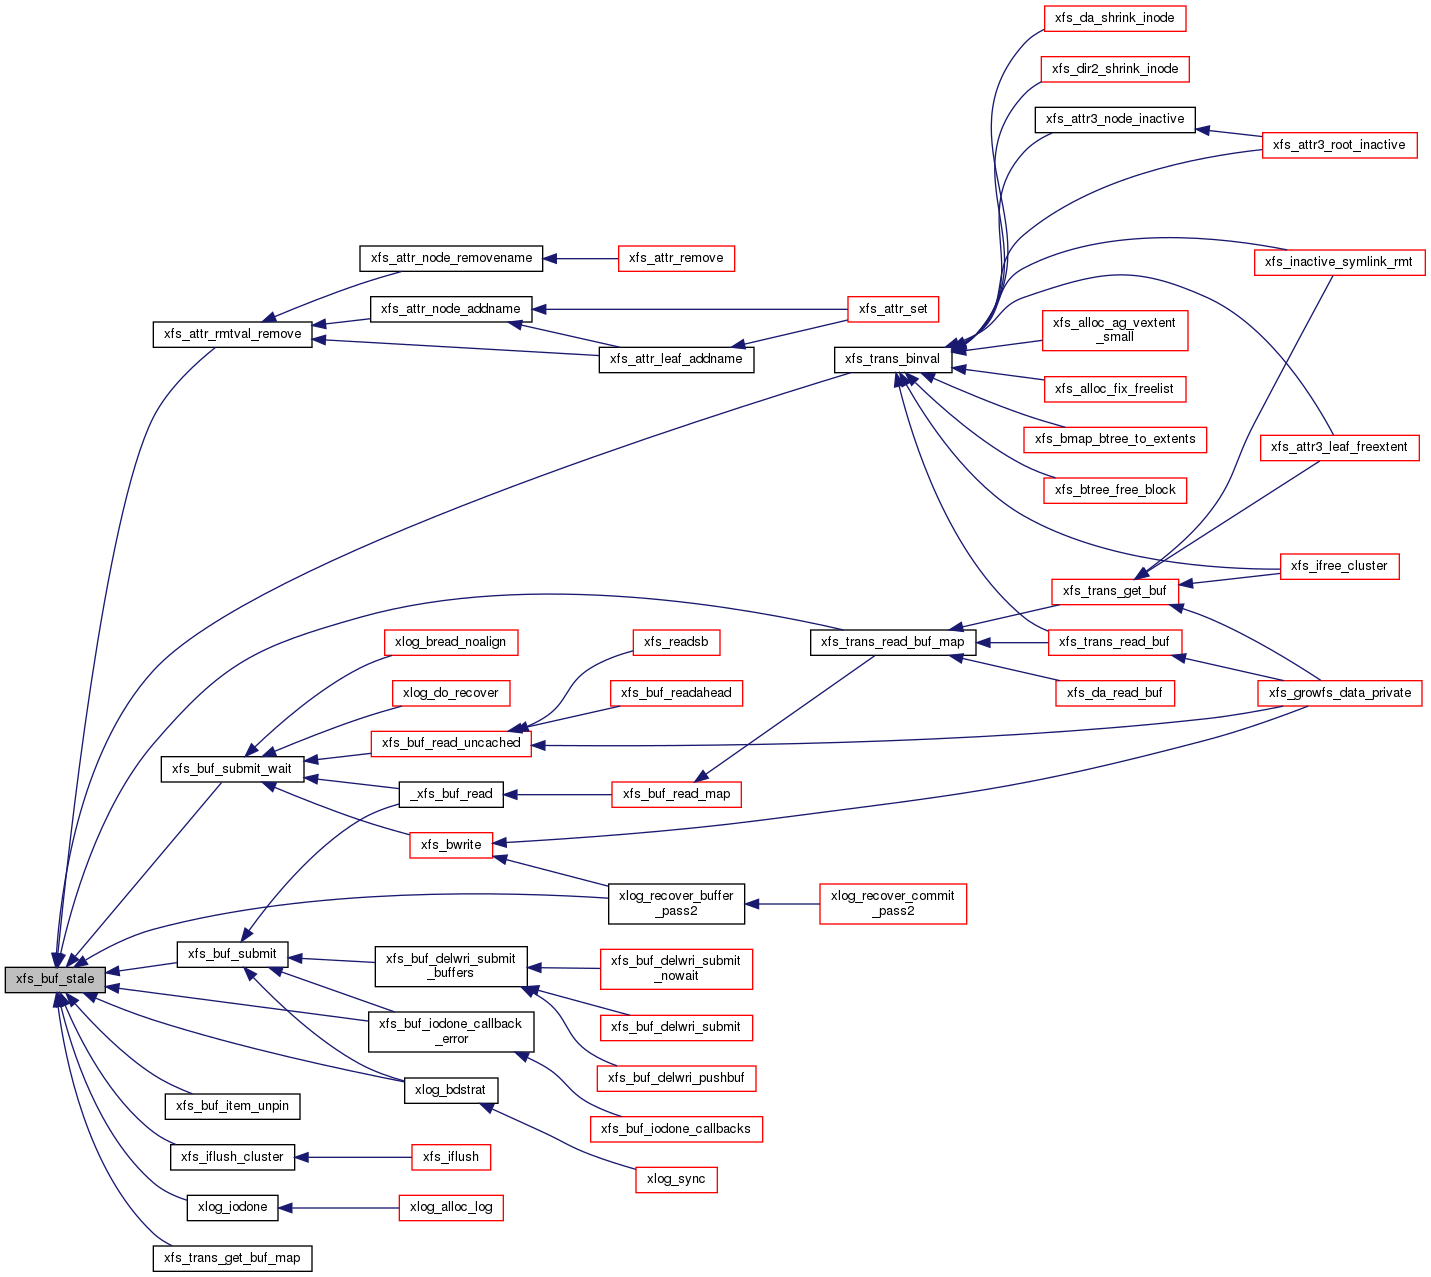 xfs_da_shrink_inode
xfs_dir2_shrink_inode
xfs_attr3_node_inactive
xfs_attr3_root_inactive
xfs_attr_node_removename
xfs_attr_remove
xfs_inactive_symlink_rmt
xfs_attr_node_addname
xfs_attr_set
xfs_attr_rmtval_remove
xfs_alloc_ag_vextent
_small
xfs_attr_leaf_addname
xfs_trans_binval
xfs_alloc_fix_freelist
xfs_bmap_btree_to_extents
xfs_attr3_leaf_freextent
xfs_btree_free_block
xfs_ifree_cluster
xfs_trans_get_buf
xlog_bread_noalign
xfs_readsb
xfs_trans_read_buf_map
xfs_trans_read_buf
xlog_do_recover
xfs_buf_readahead
xfs_da_read_buf
xfs_growfs_data_private
xfs_buf_read_uncached
xfs_buf_submit_wait
_xfs_buf_read
xfs_buf_read_map
xfs_bwrite
xlog_recover_buffer
_pass2
xlog_recover_commit
_pass2
xfs_buf_submit
xfs_buf_delwri_submit
_buffers
xfs_buf_delwri_submit
_nowait
xfs_buf_stale
xfs_buf_iodone_callback
_error
xfs_buf_delwri_submit
xfs_buf_delwri_pushbuf
xlog_bdstrat
xfs_buf_item_unpin
xfs_buf_iodone_callbacks
xfs_iflush_cluster
xfs_iflush
xlog_sync
xlog_iodone
xlog_alloc_log
xfs_trans_get_buf_map